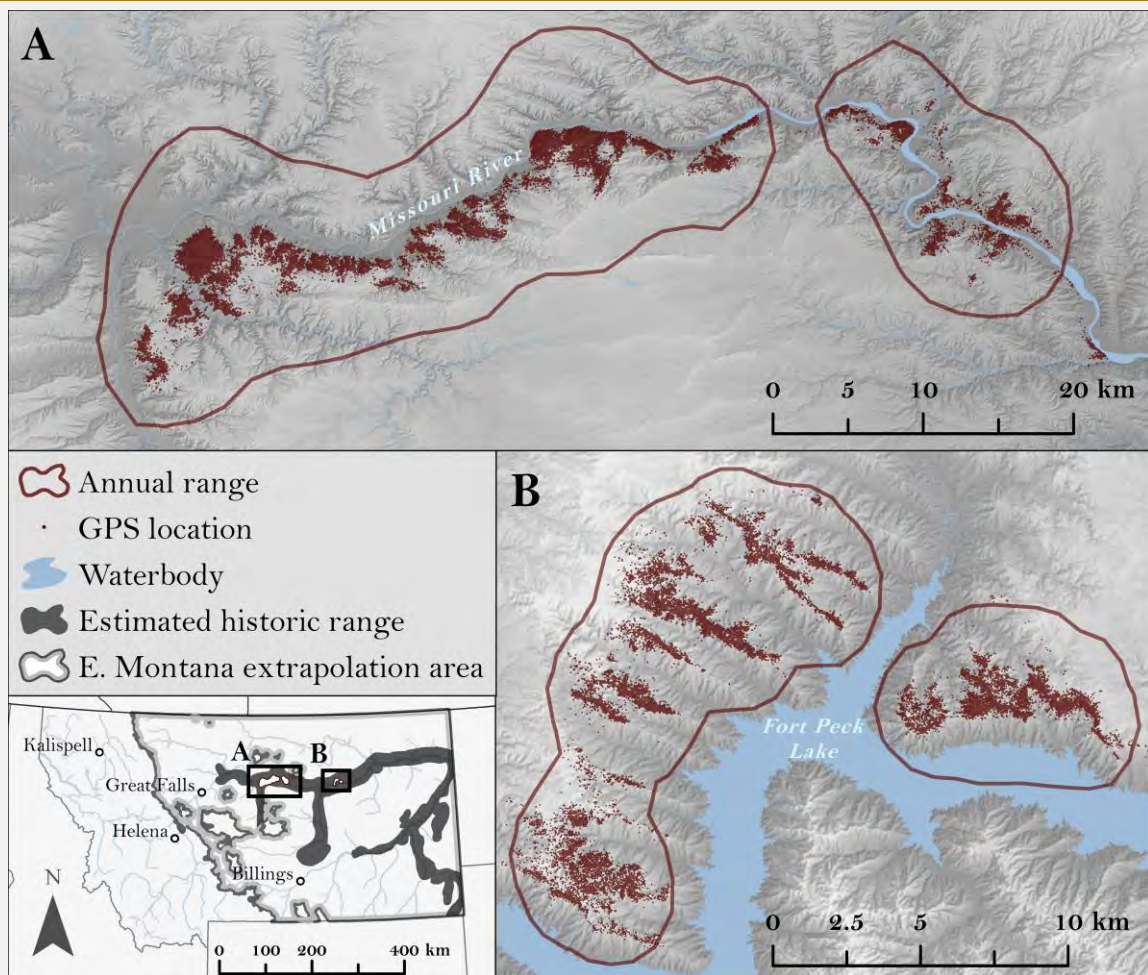 A
Missouri River
0 5 10 20 km
Annual range
GPS location
Waterbody
Estimated historic range
E. Montana extrapolation area
B
Fort Peck
Lake
0 2.5 5 10 km
A
B
Kalispell
Great Falls
Helena
Billings
N
0 100 200 400 km